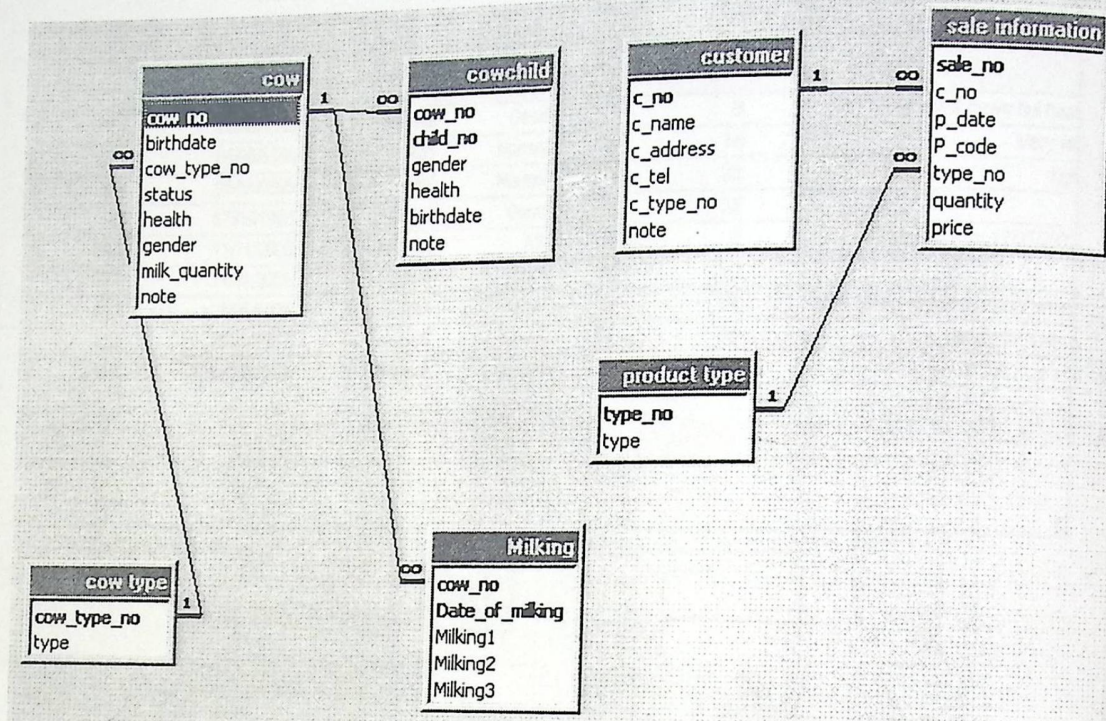 cow
cow_no
birthdate
cow_type_no
status
health
gender
milk_quantity
note
1
∞
∞
cowchild
cow_no
child_no
gender
health
birthdate
note
customer
c_no
c_name
c_address
c_tel
c_type_no
note
1
∞
∞
sale information
sale_no
c_no
p_date
P_code
type_no
quantity
price
product type
type_no
type
1
cow type
cow_type_no
type
1
∞
Milking
cow_no
Date_of_milking
Milking1
Milking2
Milking3